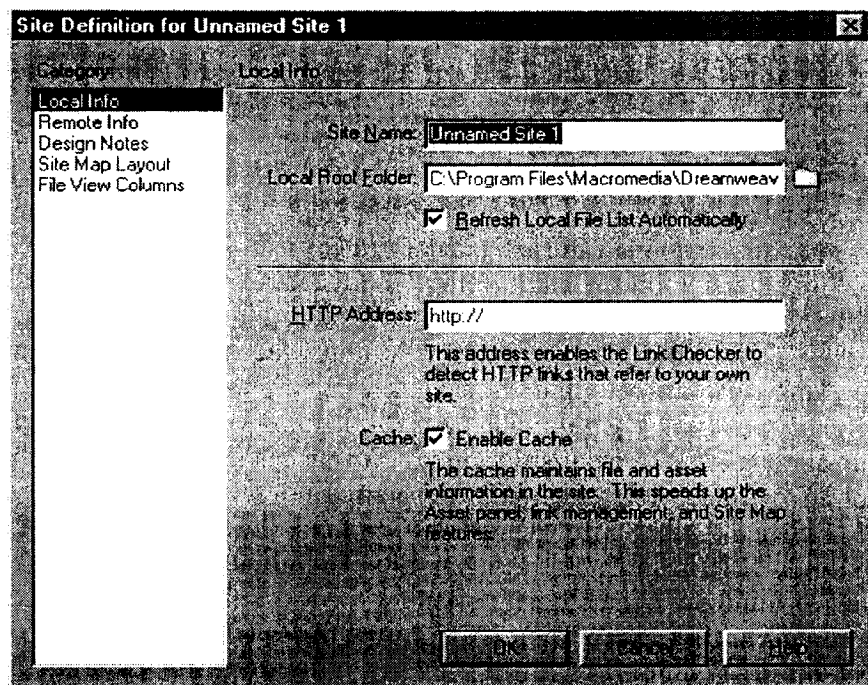 Site Definition for Unnamed Site 1
Category:
Local Info
Remote Info
Design Notes
Site Map Layout
File View Columns
Local Info
Site Name: Unnamed Site 1
Local Root Folder: C:\Program Files\Macromedia\Dreamweav
Refresh Local File List Automatically
HTTP Address: http://
This address enables the Link Checker to
detect HTTP links that refer to your own
site.
Cache: Enable Cache
The cache maintains file and asset
information in the site. This speeds up the
Asset panel, link management, and Site Map
features.
OK Cancel Help